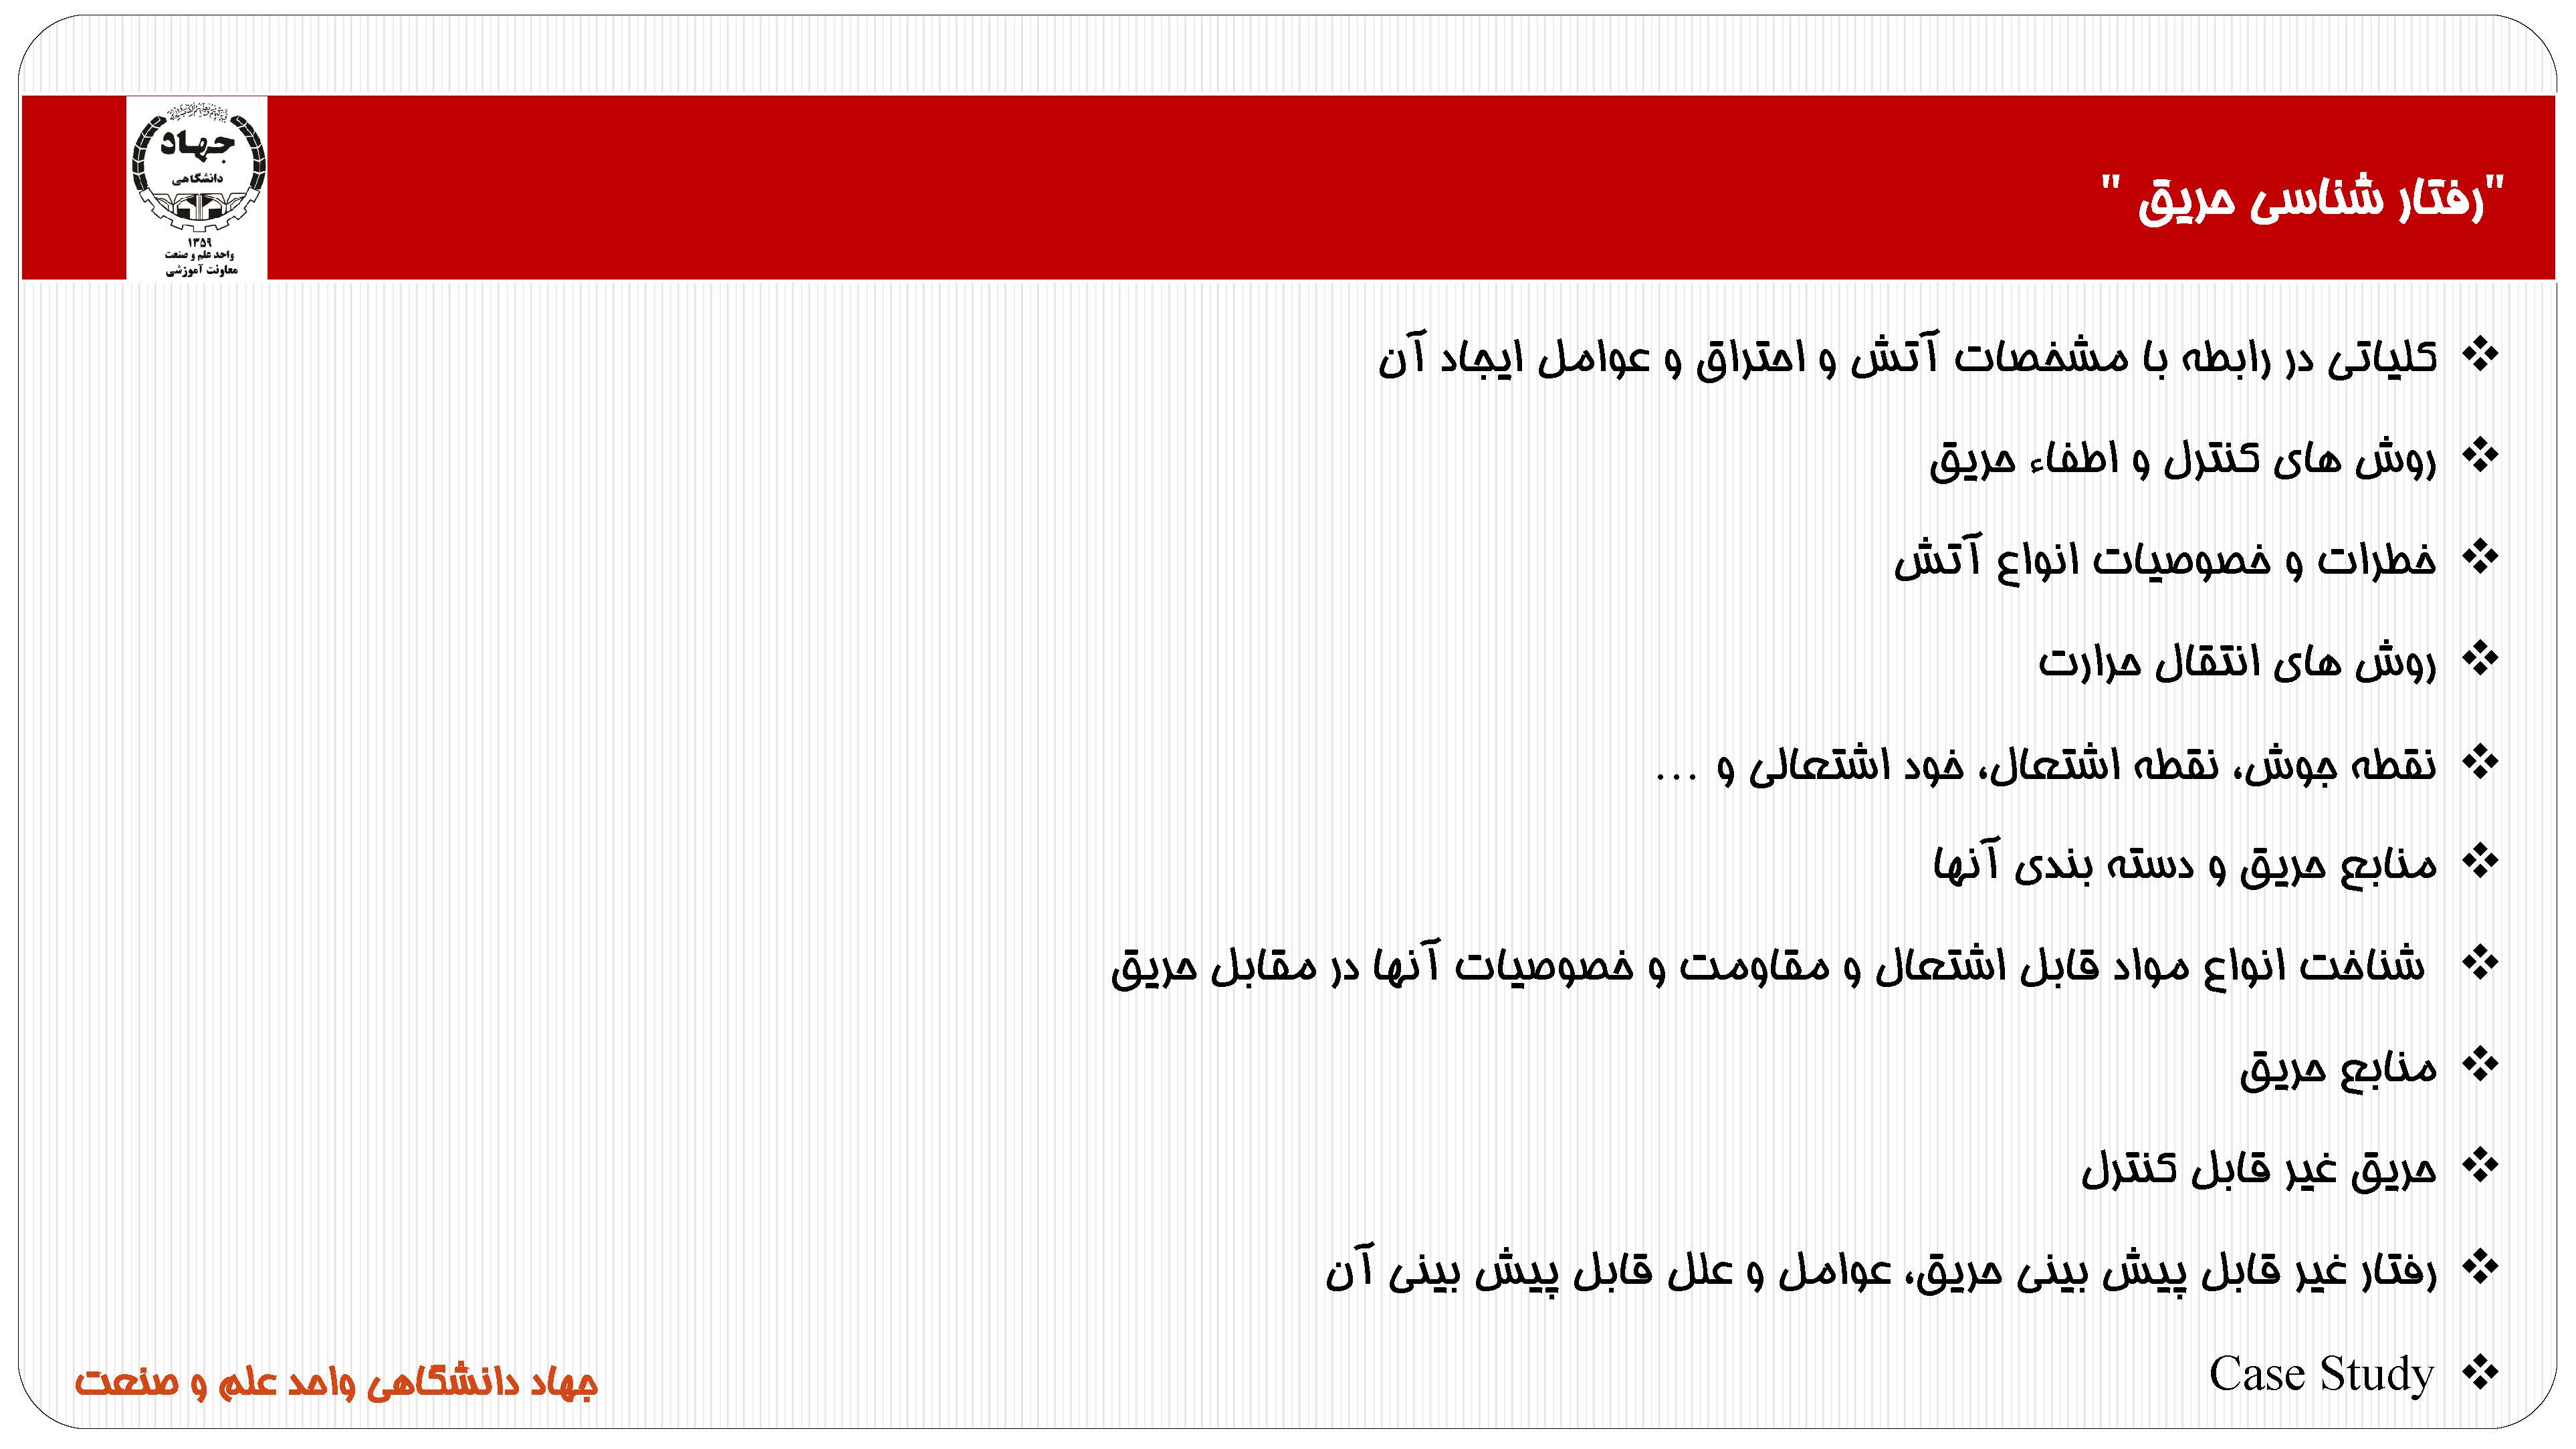 جهاد
دانشگاهی
۱۳۵۹
واحد علم و صنعت
معاونت آموزشی
"رفتار شناسی حریق "
❖ کلیاتی در رابطه با مشخصات آتش و احتراق و عوامل ایجاد آن
❖ روش های کنترل و اطفاء حریق
❖ خطرات و خصوصیات انواع آتش
❖ روش های انتقال حرارت
❖ نقطه جوش، نقطه اشتعال، خود اشتعالی و ...
❖ منابع حریق و دسته بندی آنها
❖ شناخت انواع مواد قابل اشتعال و مقاومت و خصوصیات آنها در مقابل حریق
❖ منابع حریق
❖ حریق غیر قابل کنترل
❖ رفتار غیر قابل پیش بینی حریق، عوامل و علل قابل پیش بینی آن
❖ Case Study
جهاد دانشگاهی واحد علم و صنعت